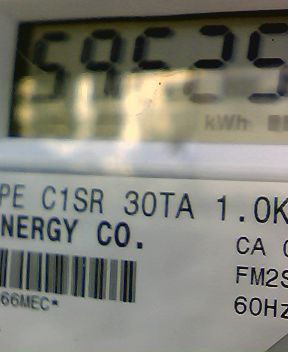 59525
kWh
PE C1SR 30TA 1.0K
NERGY CO.
CA
FM2S
66MEC*
60Hz